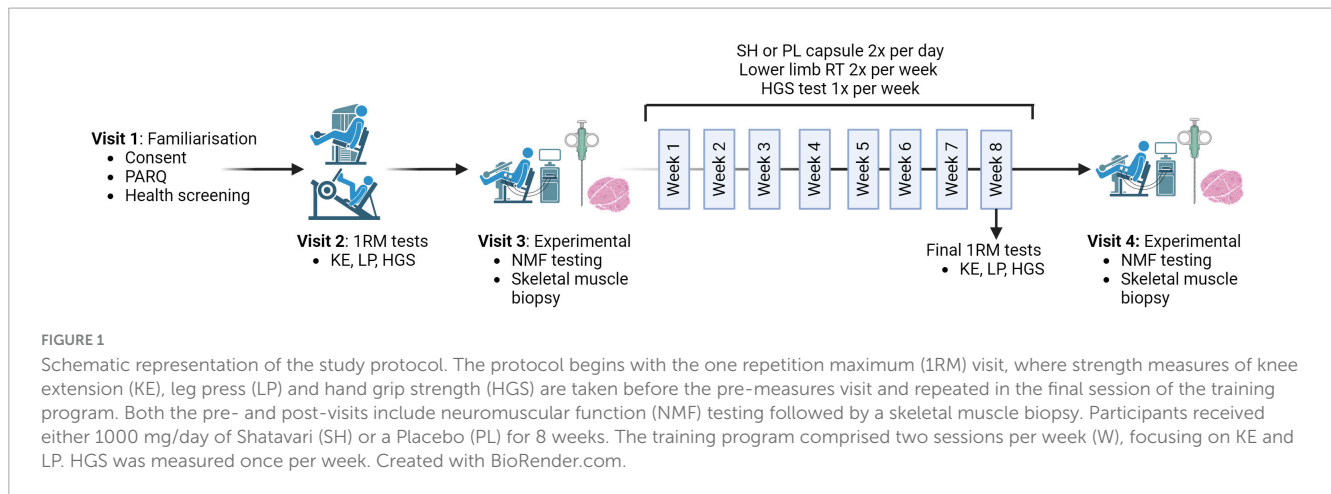 SH or PL capsule 2x per day
Lower limb RT 2x per week
HGS test 1x per week
Visit 1: Familiarisation
• Consent
• PARQ
• Health screening
Visit 2: 1RM tests
• KE, LP, HGS
Visit 3: Experimental
• NMF testing
• Skeletal muscle
biopsy
Week 1
Week 2
Week 3
Week 4
Week 5
Week 6
Week 7
Week 8
Final 1RM tests
• KE, LP, HGS
Visit 4: Experimental
• NMF testing
• Skeletal muscle
biopsy
FIGURE 1
Schematic representation of the study protocol. The protocol begins with the one repetition maximum (1RM) visit, where strength measures of knee
extension (KE), leg press (LP) and hand grip strength (HGS) are taken before the pre-measures visit and repeated in the final session of the training
program. Both the pre- and post-visits include neuromuscular function (NMF) testing followed by a skeletal muscle biopsy. Participants received
either 1000 mg/day of Shatavari (SH) or a Placebo (PL) for 8 weeks. The training program comprised two sessions per week (W), focusing on KE and
LP. HGS was measured once per week. Created with BioRender.com.